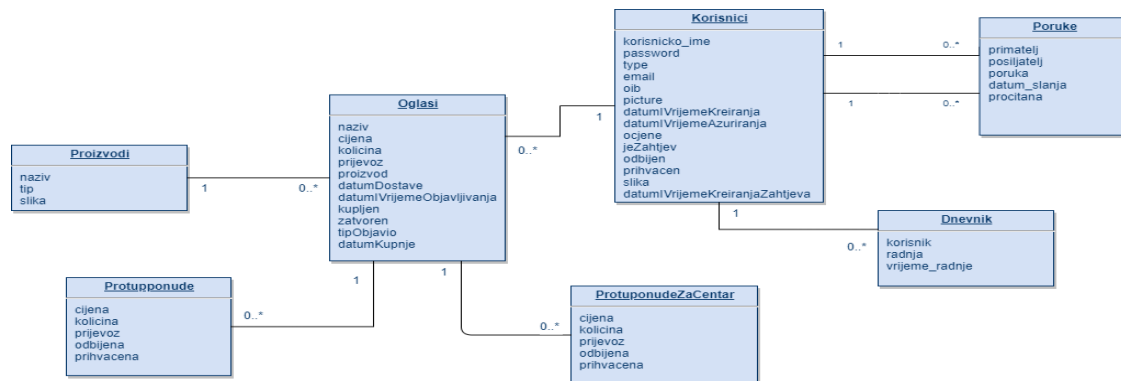 Korisnici
korisnicko_ime
password
type
email
oib
picture
datumIVrijemeKreiranja
datumIVrijemeAzuriranja
ocjene
jeZahtjev
odbijen
prihvacen
slika
datumIVrijemeKreiranjaZahtjeva
Poruke
primatelj
posiljatelj
poruka
datum_slanja
procitana
1
0..*
1
0..*
Oglasi
naziv
cijena
kolicina
prijevoz
proizvod
datumDostave
datumIVrijemeObjavljivanja
kupljen
zatvoren
tipObjavio
datumKupnje
0..*
1
Proizvodi
naziv
tip
slika
1
0..*
Dnevnik
korisnik
radnja
vrijeme_radnje
1
0..*
Protupponude
cijena
kolicina
prijevoz
odbijena
prihvacena
1
0..*
ProtuponudeZaCentar
cijena
kolicina
prijevoz
odbijena
prihvacena
1
0..*